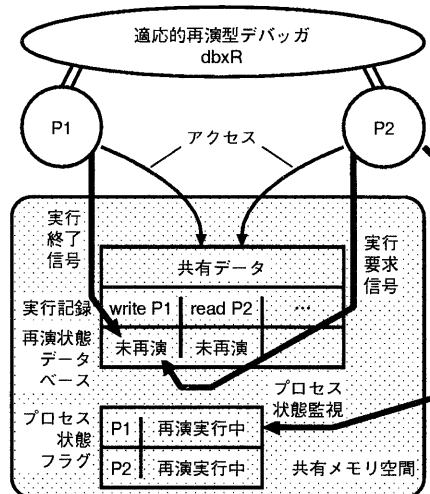 適応的再演型デバッガ
dbxR
P1
P2
アクセス
実行
終了
信号
実行
要求
信号
共有データ
実行記録 write P1 read P2 …
再演状態
データ
ベース
未再演 未再演
プロセス
状態監視
プロセス
状態
フラグ
P1 再演実行中
P2 再演実行中
共有メモリ空間